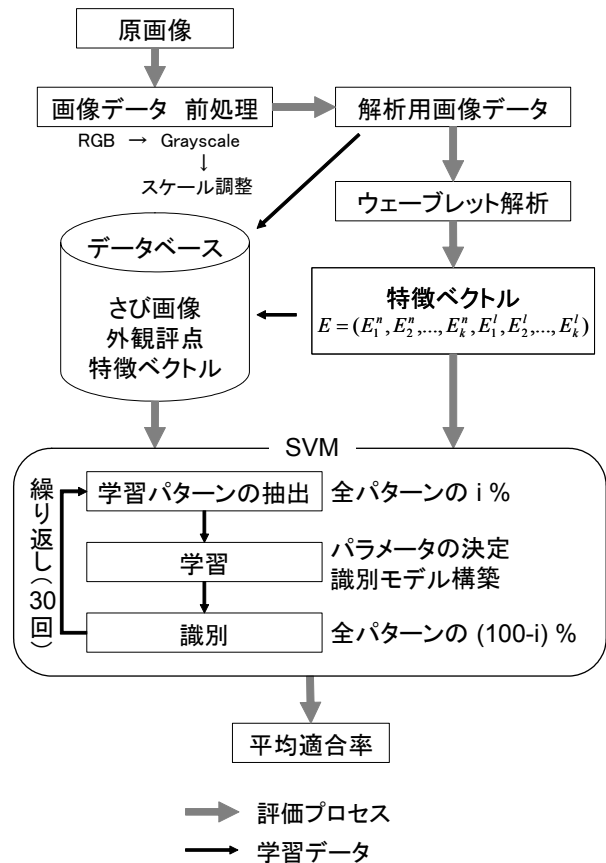 原画像
画像データ 前処理
解析用画像データ
RGB → Grayscale
↓
スケール調整
ウェーブレット解析
データベース
さび画像
外観評点
特徴ベクトル
特徴ベクトル
E = (E_1^n, E_2^n, ..., E_k^n, E_1^l, E_2^l, ..., E_k^l)
SVM
繰り返し(30回)
学習パターンの抽出
全パターンの i %
学習
パラメータの決定
識別モデル構築
識別
全パターンの (100-i) %
平均適合率
評価プロセス
学習データ